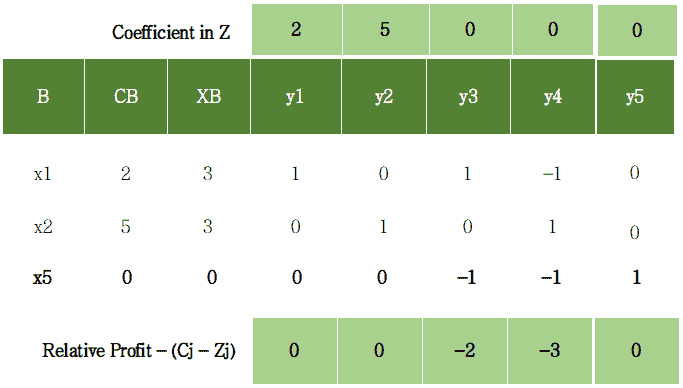 Coefficient in Z 2 5 0 0 0
B CB XB y1 y2 y3 y4 y5
x1 2 3 1 0 1 –1 0
x2 5 3 0 1 0 1 0
x5 0 0 0 0 –1 –1 1
Relative Profit – (Cj – Zj) 0 0 –2 –3 0